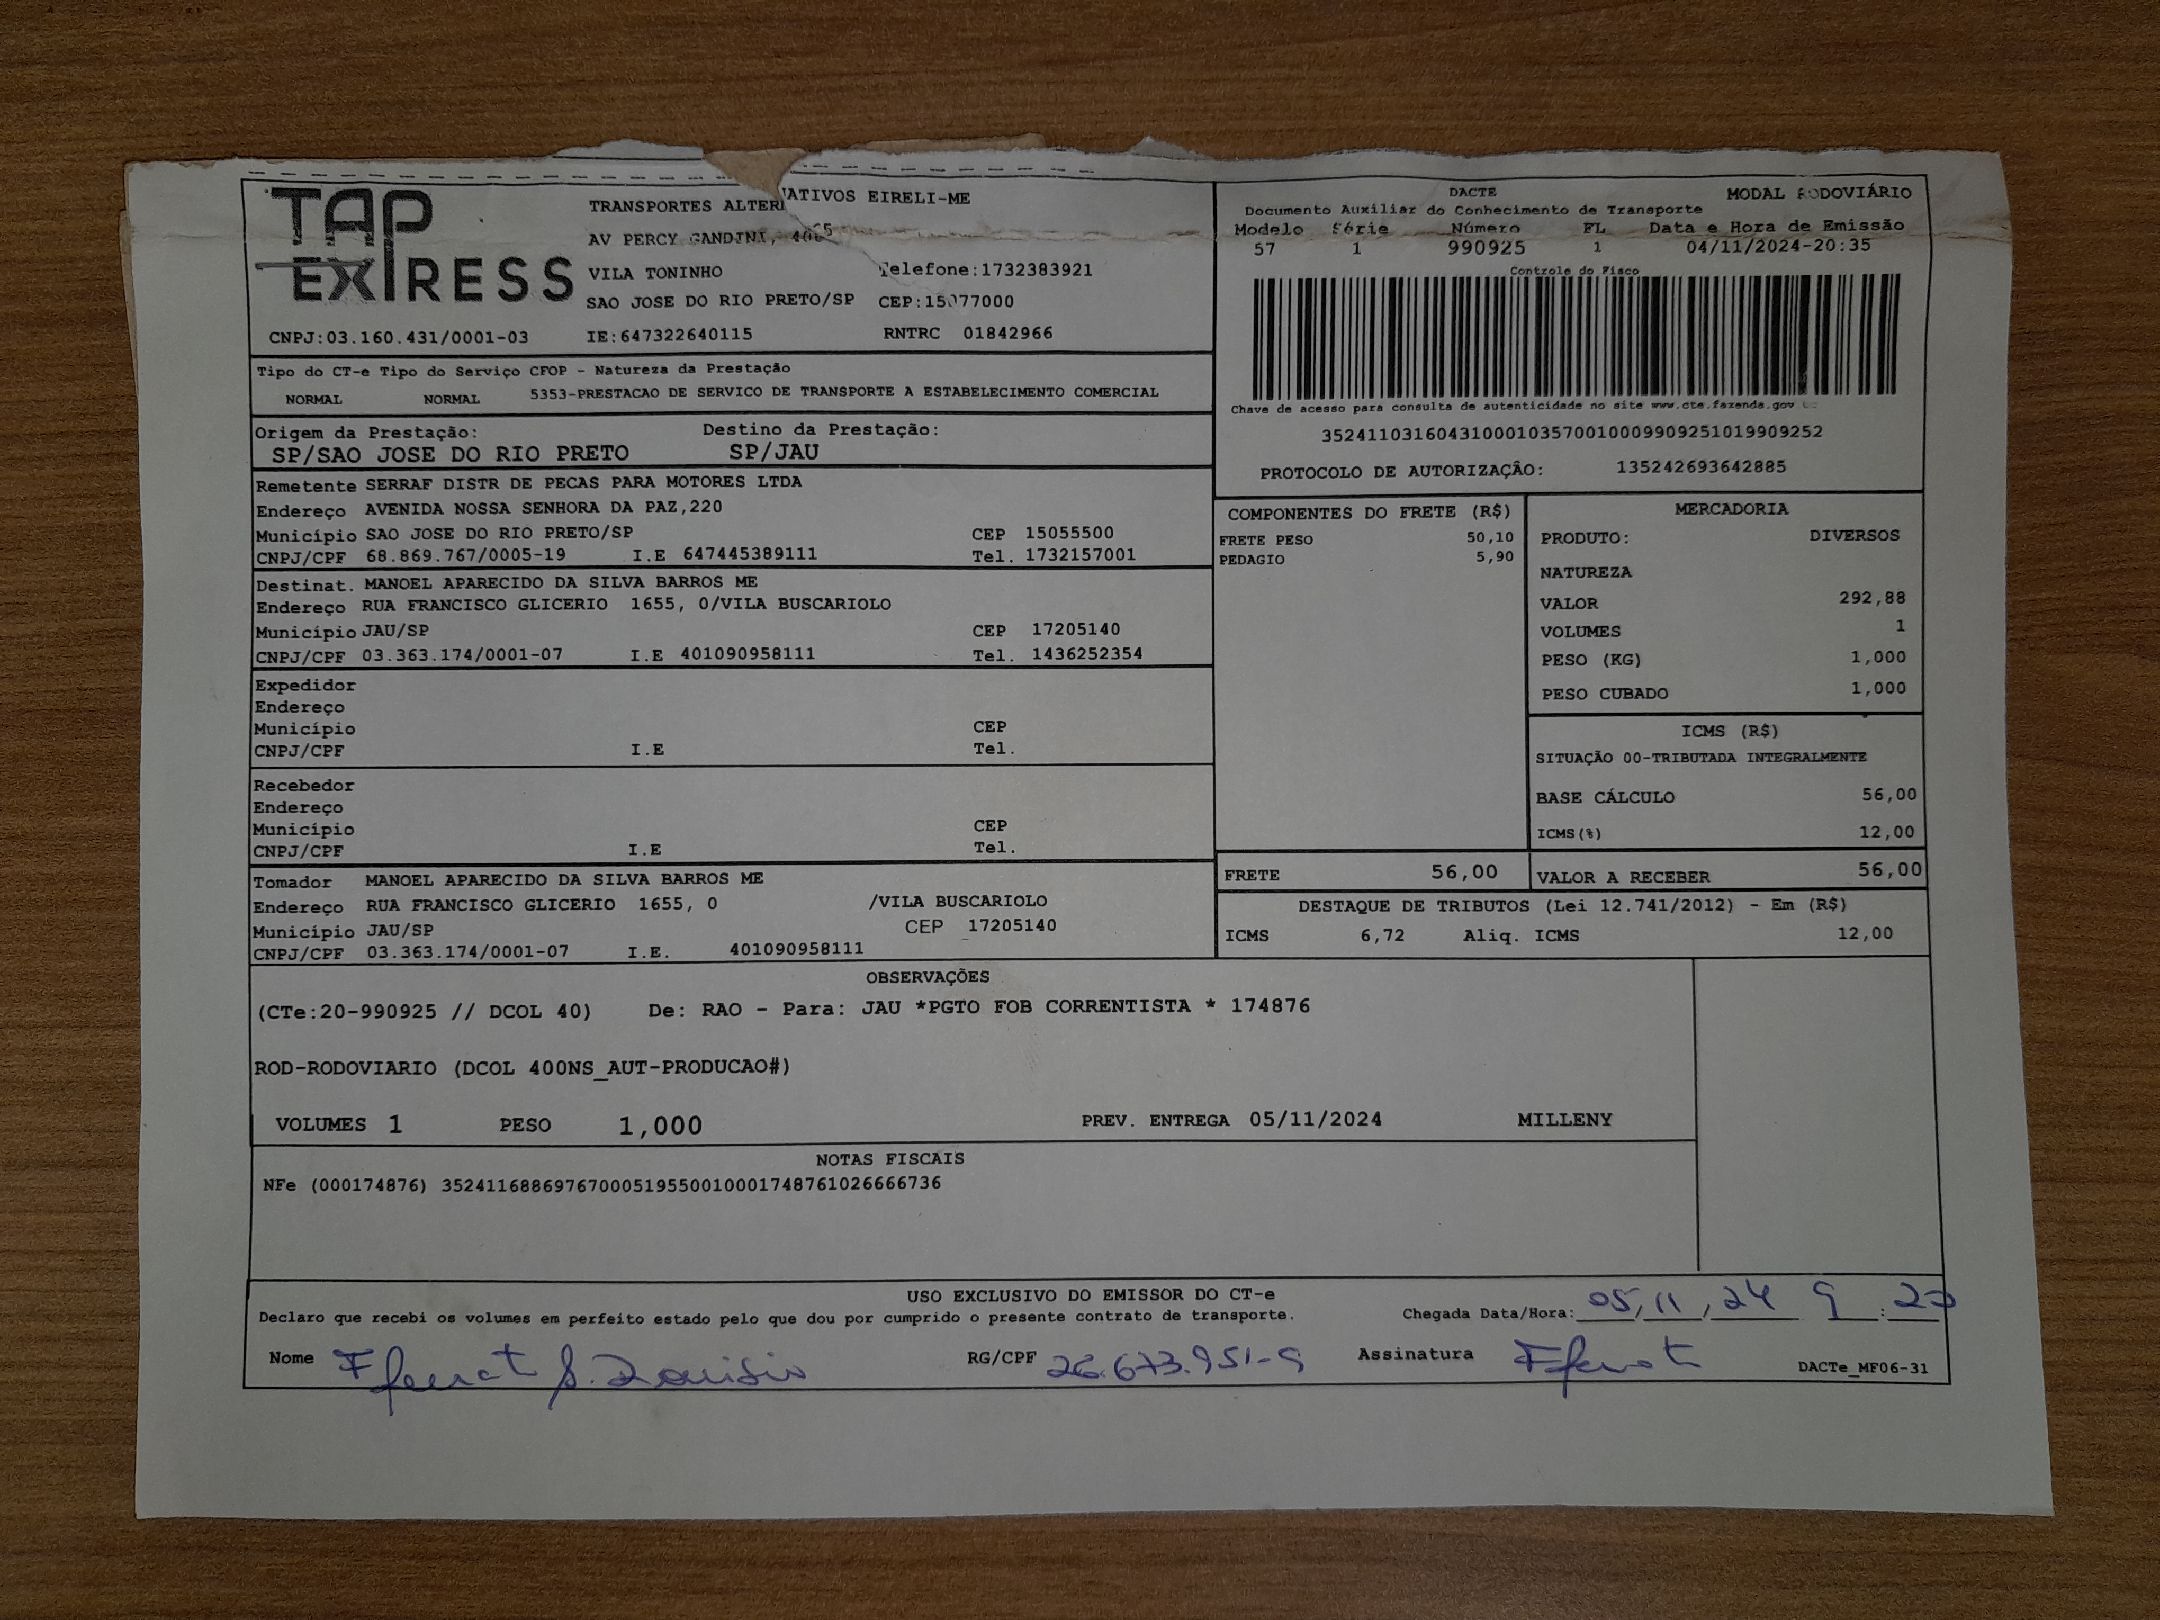 TAP
EXPRESS
TRANSPORTES ALTERNATIVOS EIRELI-ME
AV PERCY GANDINI,
VILA TONINHO Telefone:1732383921
SAO JOSE DO RIO PRETO/SP CEP:15077000
CNPJ:03.160.431/0001-03 IE:647322640115 RNTRC 01842966
DACTE MODAL RODOVIÁRIO
Documento Auxiliar do Conhecimento de Transporte
Modelo Série Número FL Data e Hora de Emissão
57 1 990925 1 04/11/2024-20:35
Controle do Fisco
Chave de acesso para consulta de autenticidade no site www.cte.fazenda.gov
35241103160431000103570010009909251019909252
PROTOCOLO DE AUTORIZAÇÂO: 135242693642885
Tipo do CT-e Tipo do Serviço CFOP - Natureza da Prestação
NORMAL NORMAL 5353-PRESTACAO DE SERVICO DE TRANSPORTE A ESTABELECIMENTO COMERCIAL
Origem da Prestação: Destino da Prestação:
SP/SAO JOSE DO RIO PRETO SP/JAU
Remetente SERRAF DISTR DE PECAS PARA MOTORES LTDA
Endereço AVENIDA NOSSA SENHORA DA PAZ,220
Município SAO JOSE DO RIO PRETO/SP CEP 15055500
CNPJ/CPF 68.869.767/0005-19 I.E 647445389111 Tel. 1732157001
Destinat. MANOEL APARECIDO DA SILVA BARROS ME
Endereço RUA FRANCISCO GLICERIO 1655, 0/VILA BUSCARIOLO
Município JAU/SP CEP 17205140
CNPJ/CPF 03.363.174/0001-07 I.E 401090958111 Tel. 1436252354
Expedidor
Endereço
Município CEP
CNPJ/CPF I.E Tel.
Recebedor
Endereço
Município CEP
CNPJ/CPF I.E Tel.
Tomador MANOEL APARECIDO DA SILVA BARROS ME
Endereço RUA FRANCISCO GLICERIO 1655, 0 /VILA BUSCARIOLO
Município JAU/SP CEP 17205140
CNPJ/CPF 03.363.174/0001-07 I.E. 401090958111
COMPONENTES DO FRETE (R$)
FRETE PESO 50,10
PEDAGIO 5,90
MERCADORIA
PRODUTO: DIVERSOS
NATUREZA
VALOR 292,88
VOLUMES 1
PESO (KG) 1,000
PESO CUBADO 1,000
ICMS (R$)
SITUAÇÃO 00-TRIBUTADA INTEGRALMENTE
BASE CÁLCULO 56,00
ICMS(%) 12,00
FRETE 56,00 VALOR A RECEBER 56,00
DESTAQUE DE TRIBUTOS (Lei 12.741/2012) - Em (R$)
ICMS 6,72 Aliq. ICMS 12,00
OBSERVAÇÕES
(CTe:20-990925 // DCOL 40) De: RAO - Para: JAU *PGTO FOB CORRENTISTA * 174876
ROD-RODOVIARIO (DCOL 400NS_AUT-PRODUCAO#)
VOLUMES 1 PESO 1,000 PREV. ENTREGA 05/11/2024 MILLENY
NOTAS FISCAIS
NFe (000174876) 35241168869767000519550010001748761026666736
USO EXCLUSIVO DO EMISSOR DO CT-e
Declaro que recebi os volumes em perfeito estado pelo que dou por cumprido o presente contrato de transporte. Chegada Data/Hora: 05, 11, 24 9 : 20
Nome RG/CPF 26.673.951-9 Assinatura DACTe_MF06-31